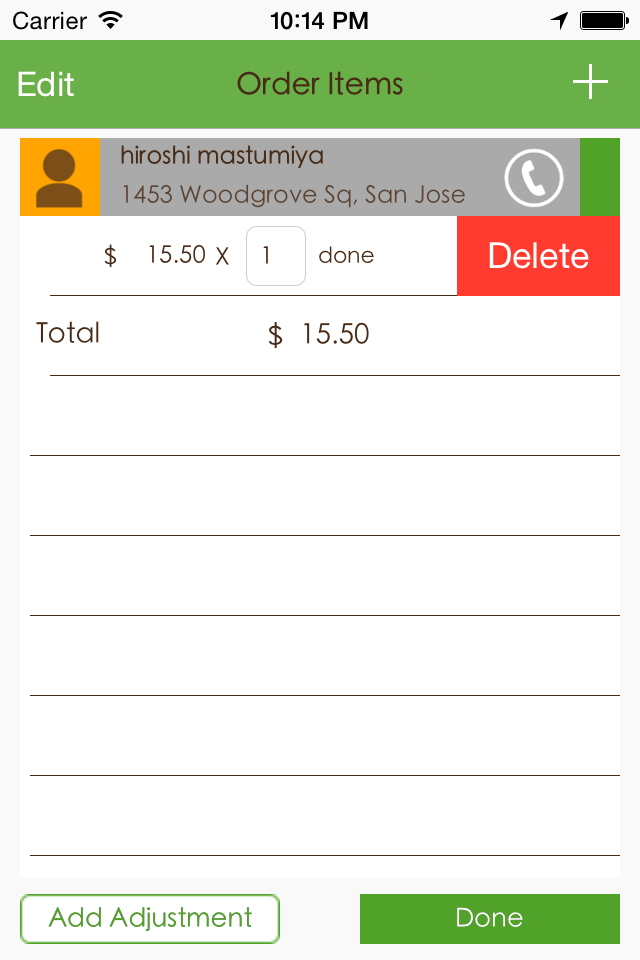 Carrier 10:14 PM
Edit Order Items
hiroshi mastumiya
1453 Woodgrove Sq, San Jose
$ 15.50 X 1 done Delete
Total $ 15.50
Add Adjustment Done